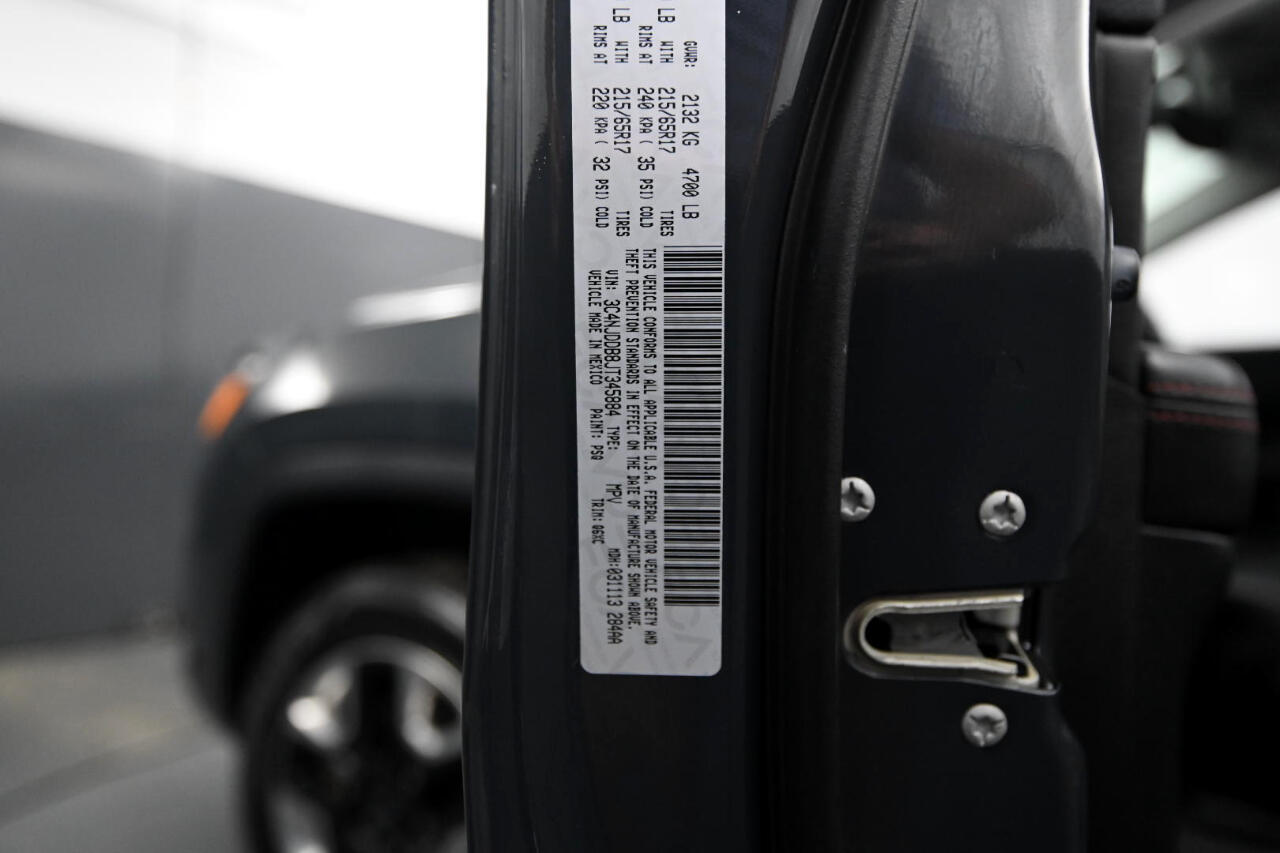 GVWR: 2132 KG 4700 LB
LB WITH 215/65R17 TIRES
RIMS AT 240 KPA ( 35 PSI) COLD
LB WITH 215/65R17 TIRES
RIMS AT 220 KPA ( 32 PSI) COLD
THIS VEHICLE CONFORMS TO ALL APPLICABLE U.S.A. FEDERAL MOTOR VEHICLE SAFETY AND
THEFT PREVENTION STANDARDS IN EFFECT ON THE DATE OF MANUFACTURE SHOWN ABOVE.
VIN: 3C4NJDDB8JT345884 TYPE: MPV MDH:031113 284AA
VEHICLE MADE IN MEXICO PAINT: PSQ TRIM: Q6XC